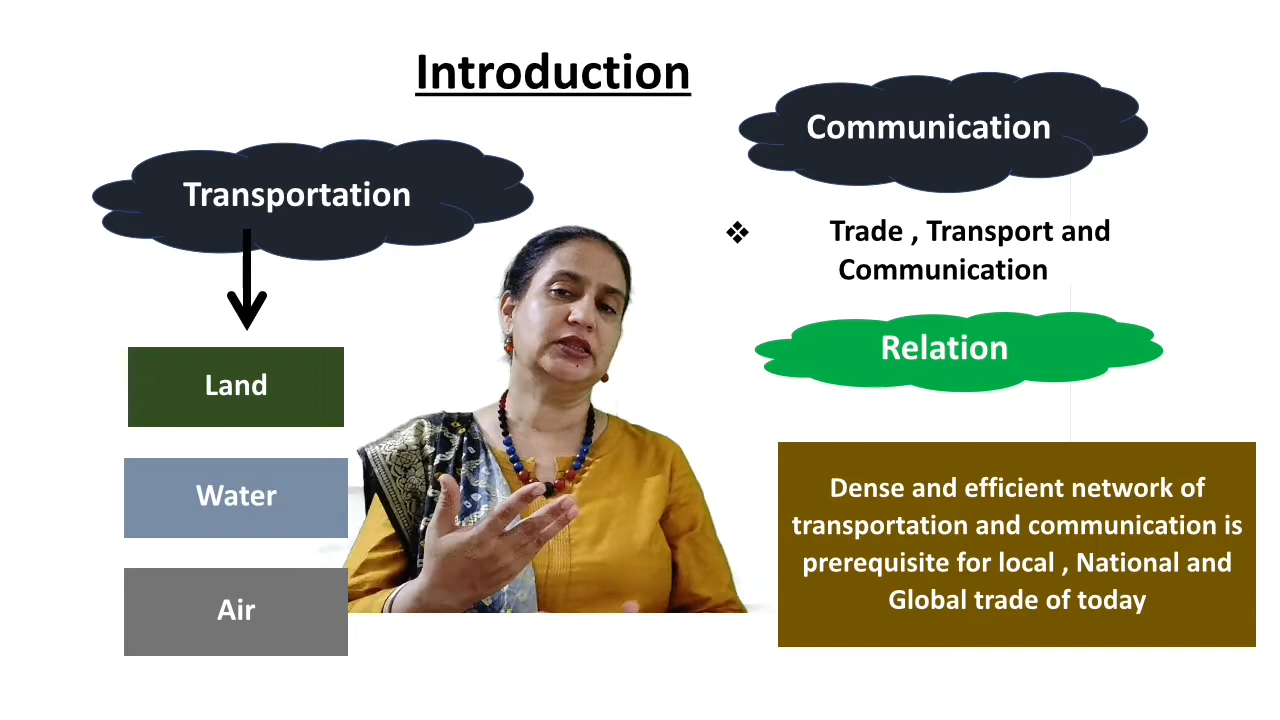 Introduction
Transportation
Land
Water
Air
Communication
❖ Trade , Transport and
Communication
Relation
Dense and efficient network of
transportation and communication is
prerequisite for local , National and
Global trade of today